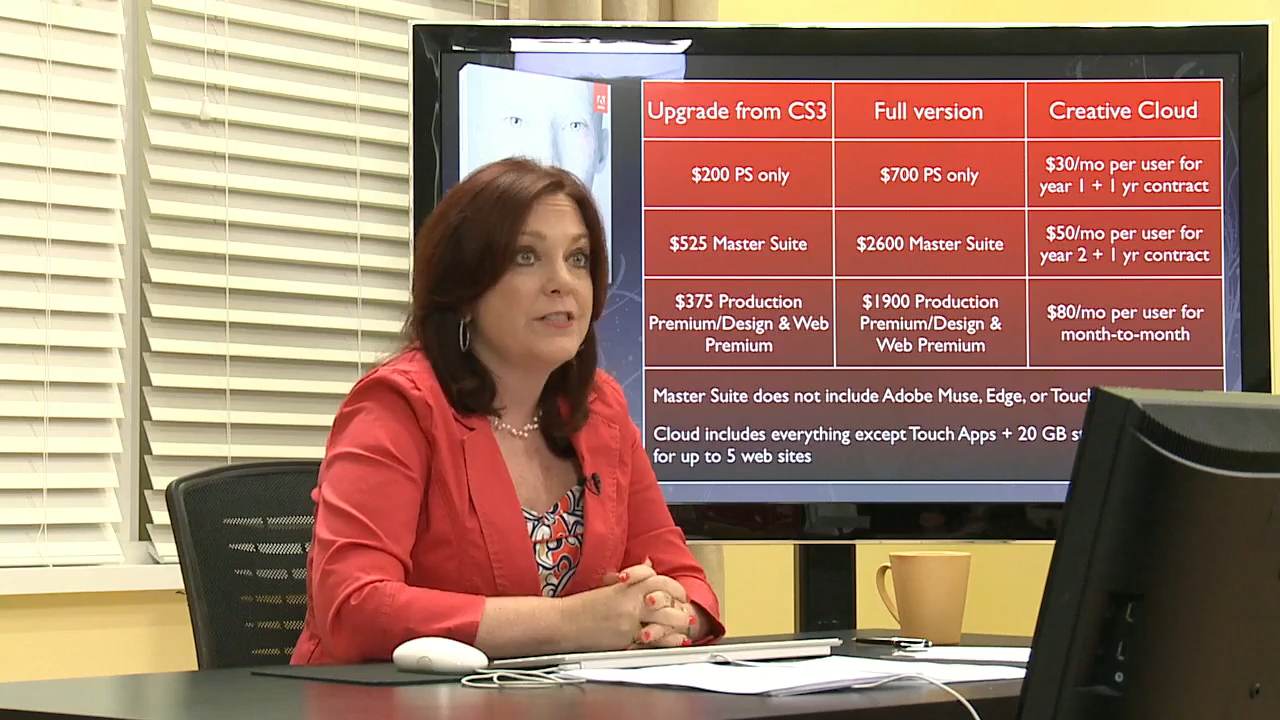 Upgrade from CS3
Full version
Creative Cloud
$200 PS only
$700 PS only
$30/mo per user for
year 1 + 1 yr contract
$525 Master Suite
$2600 Master Suite
$50/mo per user for
year 2 + 1 yr contract
$375 Production
Premium/Design & Web
Premium
$1900 Production
Premium/Design &
Web Premium
$80/mo per user for
month-to-month
Master Suite does not include Adobe Muse, Edge, or Touch
Cloud includes everything except Touch Apps + 20 GB
for up to 5 web sites